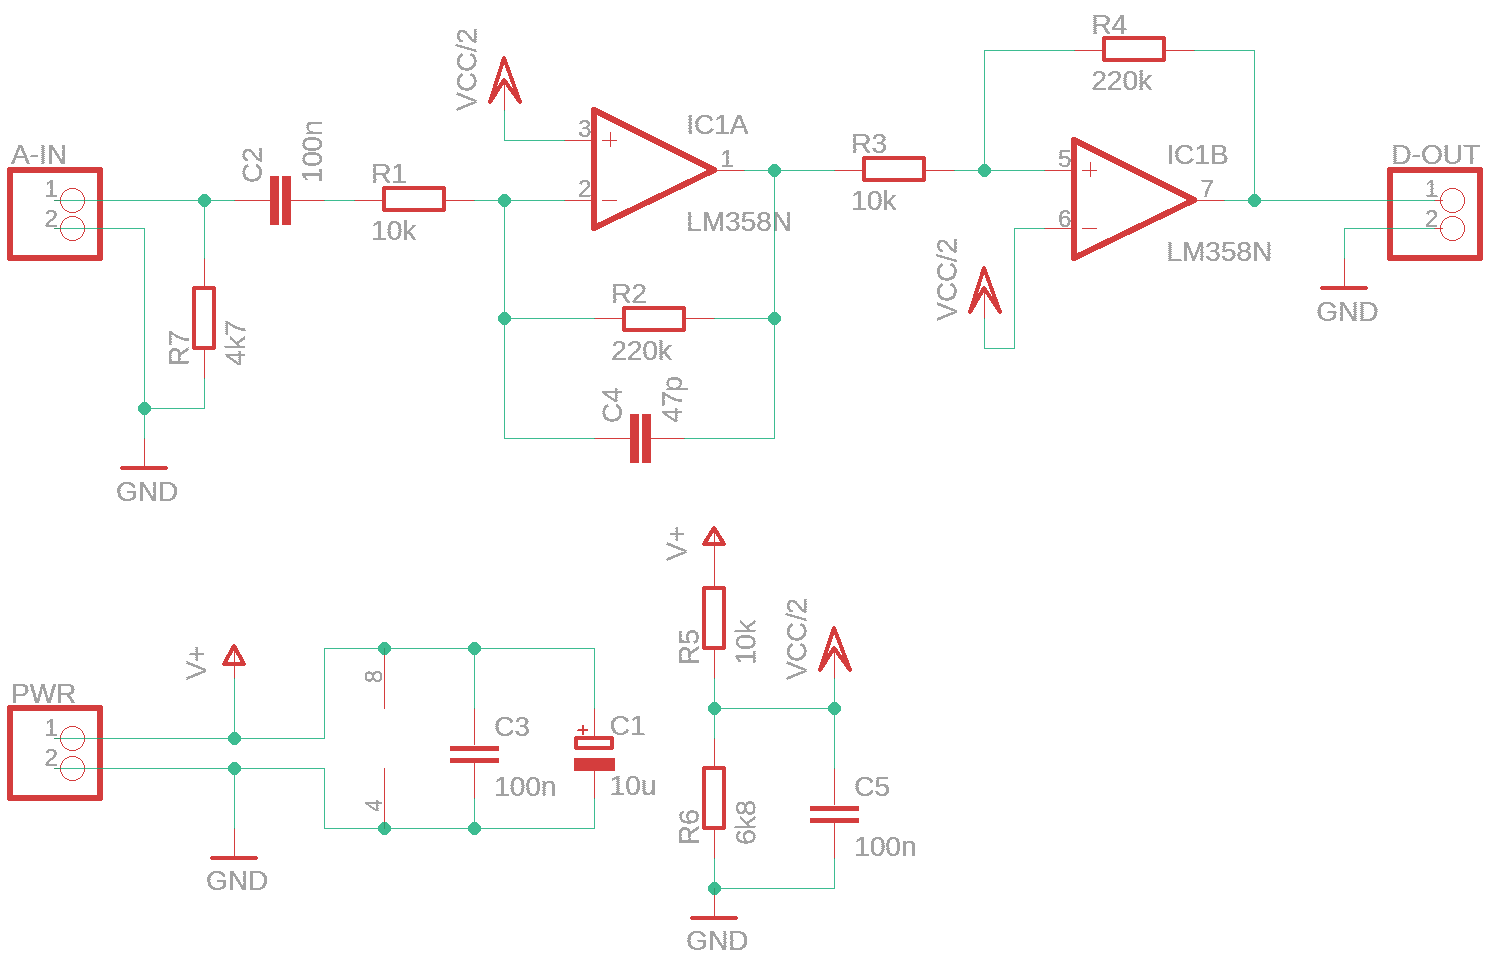 A-IN
1
2
R7
4k7
GND
C2
100n
R1
10k
VCC/2
3
2
1
IC1A
LM358N
R2
220k
C4
47p
R3
10k
R4
220k
VCC/2
5
6
7
IC1B
LM358N
D-OUT
1
2
GND
PWR
1
2
V+
GND
8
4
C3
100n
+
C1
10u
V+
R5
10k
VCC/2
R6
6k8
C5
100n
GND